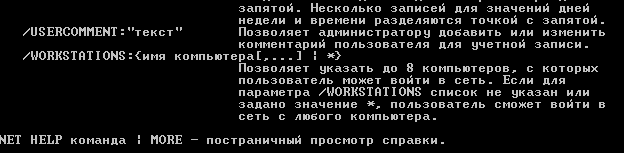 запятой. Несколько записей для значений дней
недели и времени разделяются точкой с запятой.
/USERCOMMENT:"текст" Позволяет администратору добавить или изменить
комментарий пользователя для учетной записи.
/WORKSTATIONS:{имя компьютера[,...] | *}
Позволяет указать до 8 компьютеров, с которых
пользователь может войти в сеть. Если для
параметра /WORKSTATIONS список не указан или
задано значение *, пользователь сможет войти в
сеть с любого компьютера.
NET HELP команда | MORE – постраничный просмотр справки.